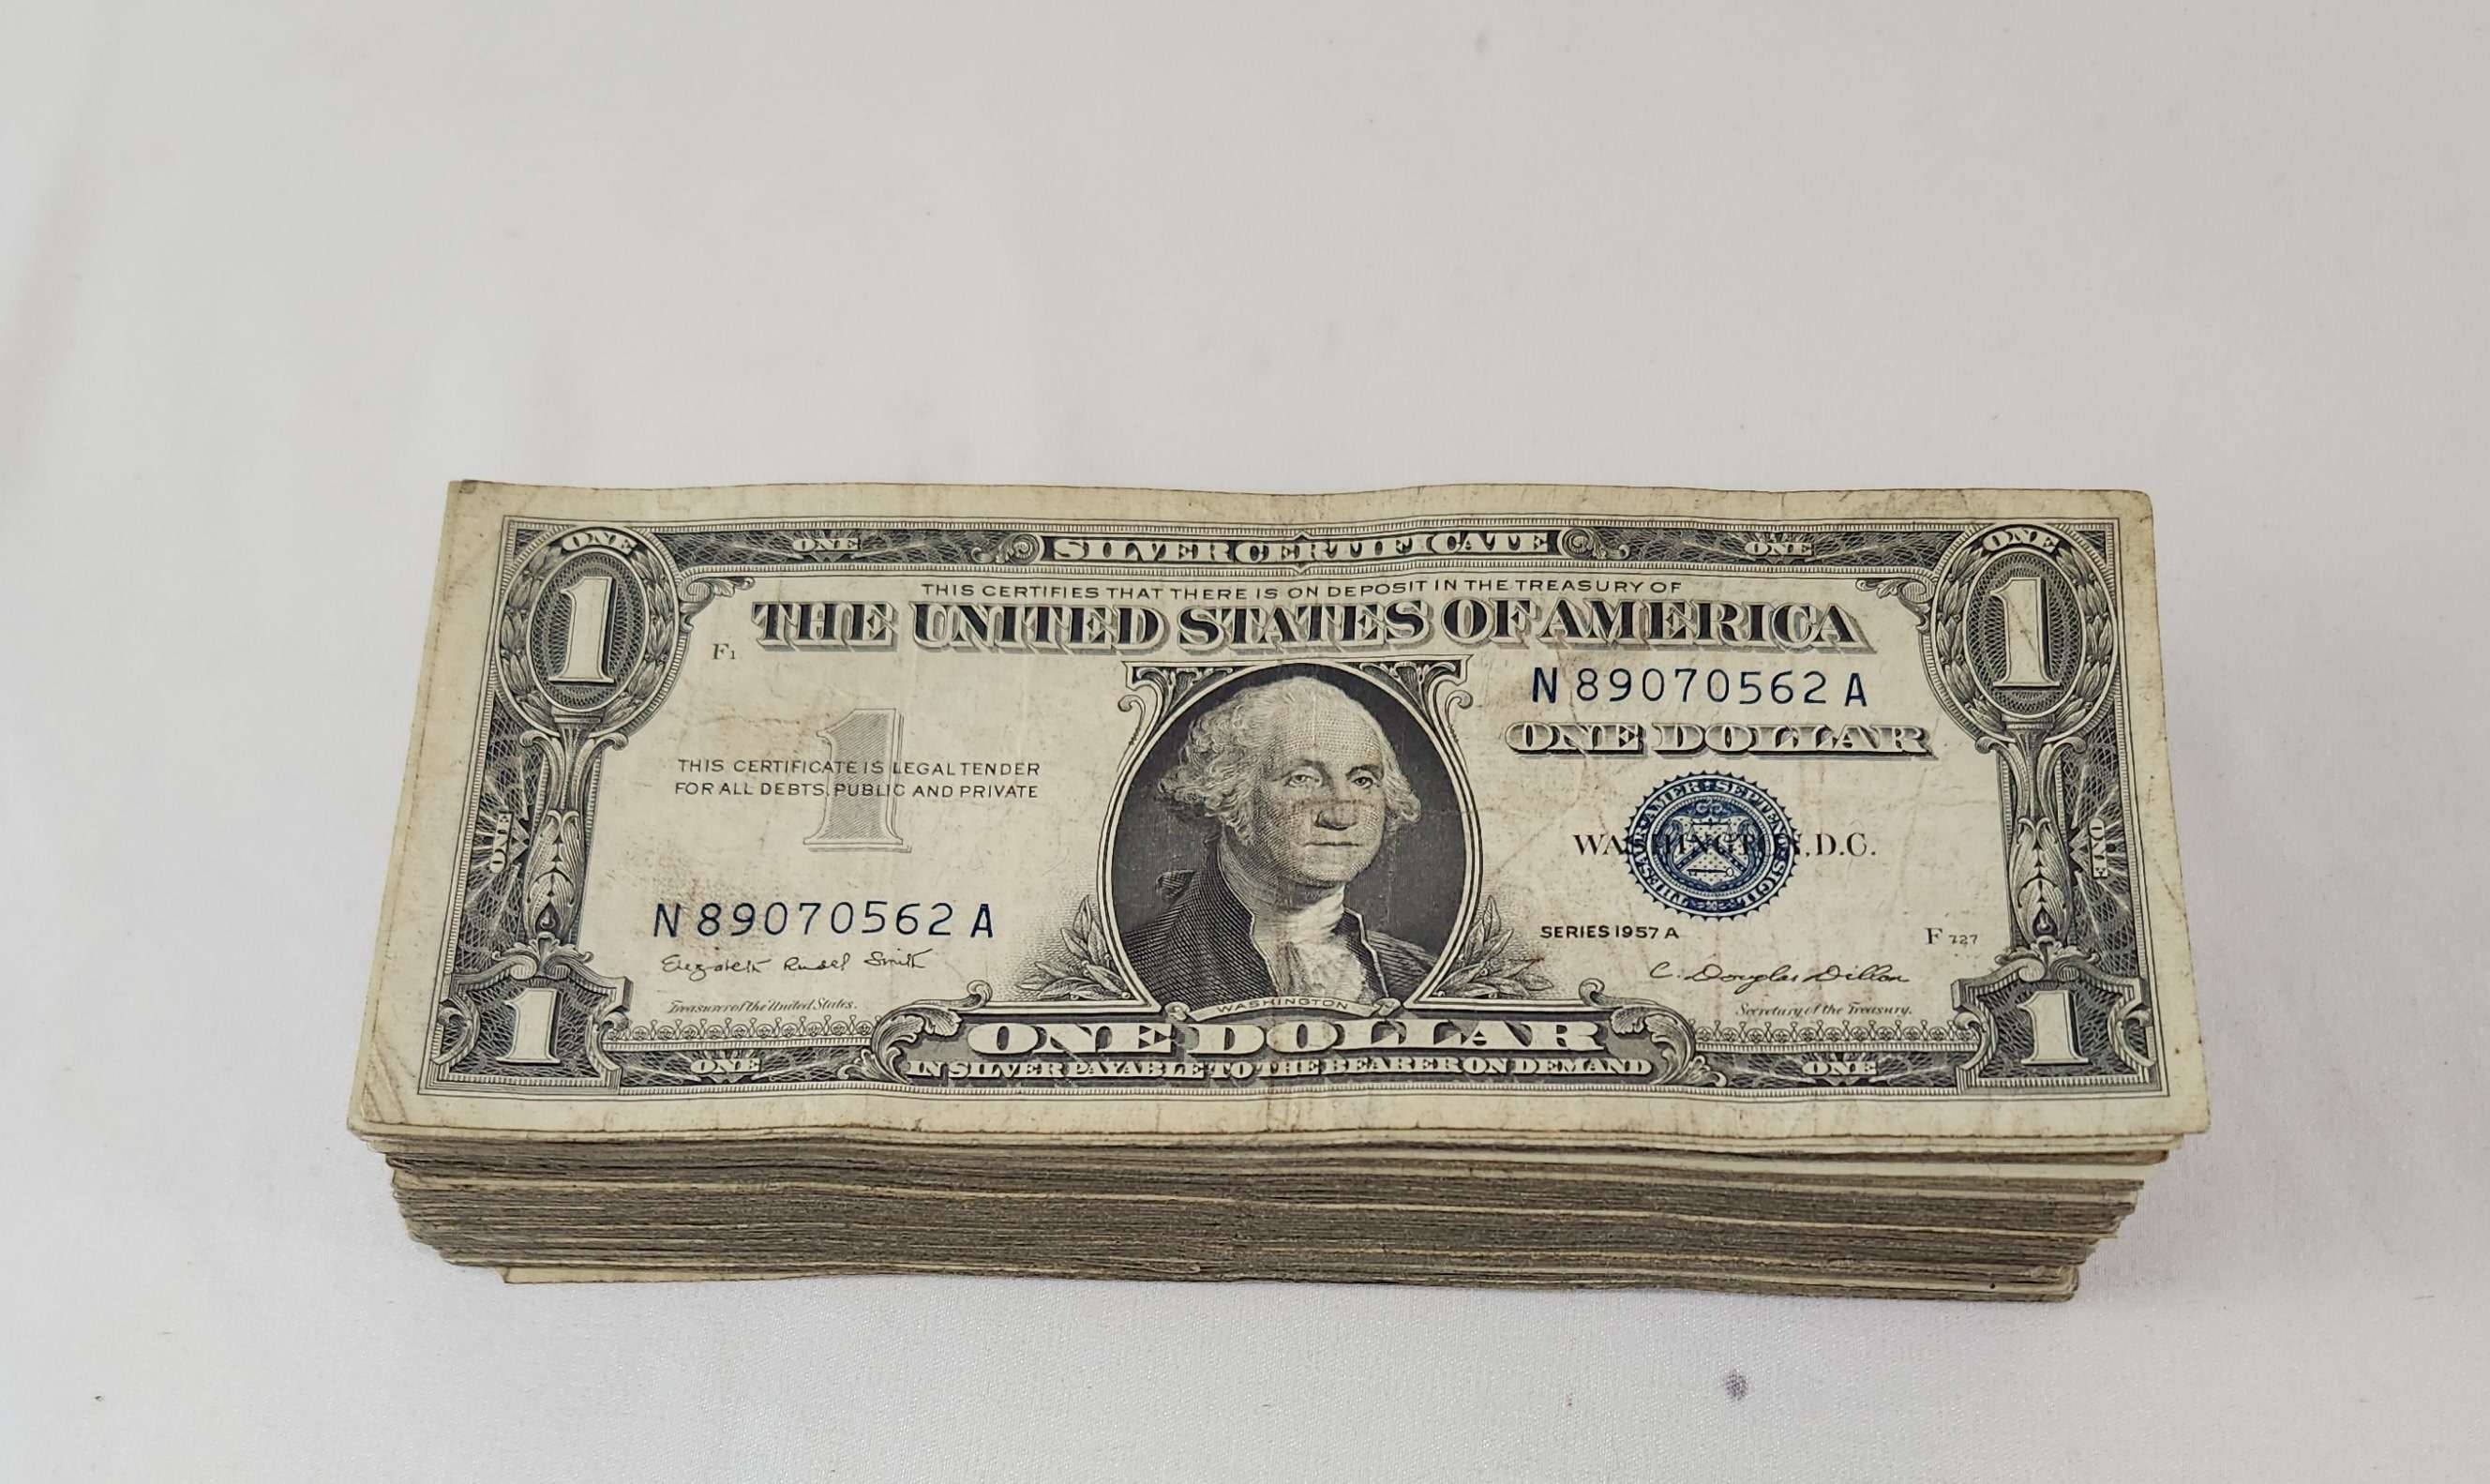 ONE ONE SILVER CERTIFICATE ONE ONE
1 1
THIS CERTIFIES THAT THERE IS ON DEPOSIT IN THE TREASURY OF
THE UNITED STATES OF AMERICA
F1
N 89070562 A
ONE DOLLAR
1
THIS CERTIFICATE IS LEGAL TENDER
FOR ALL DEBTS, PUBLIC AND PRIVATE
WASHINGTON, D.C.
ONE ONE
N 89070562 A
SERIES 1957 A
F 727
Elizabeth Rudel Smith
C. Douglas Dillon
Treasurer of the United States.
Secretary of the Treasury.
WASHINGTON
1 1
ONE DOLLAR
ONE ONE
IN SILVER PAYABLE TO THE BEARER ON DEMAND